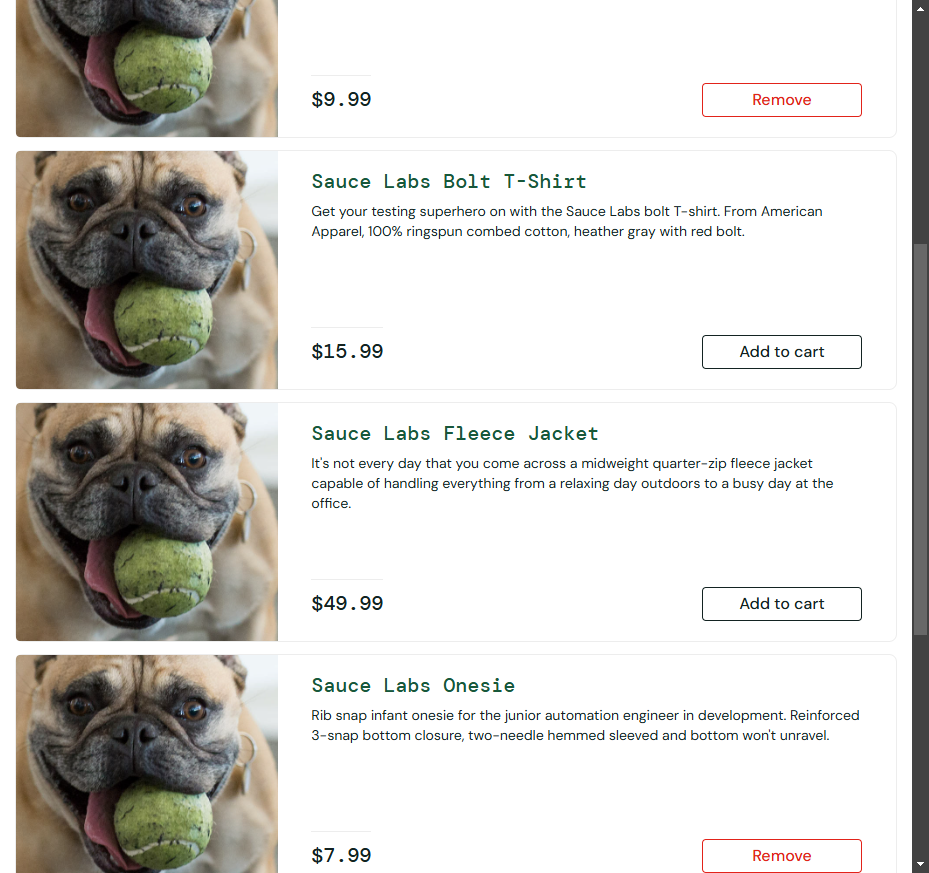 $9.99
Remove
Sauce Labs Bolt T-Shirt
Get your testing superhero on with the Sauce Labs bolt T-shirt. From American
Apparel, 100% ringspun combed cotton, heather gray with red bolt.
$15.99
Add to cart
Sauce Labs Fleece Jacket
It's not every day that you come across a midweight quarter-zip fleece jacket
capable of handling everything from a relaxing day outdoors to a busy day at the
office.
$49.99
Add to cart
Sauce Labs Onesie
Rib snap infant onesie for the junior automation engineer in development. Reinforced
3-snap bottom closure, two-needle hemmed sleeved and bottom won't unravel.
$7.99
Remove